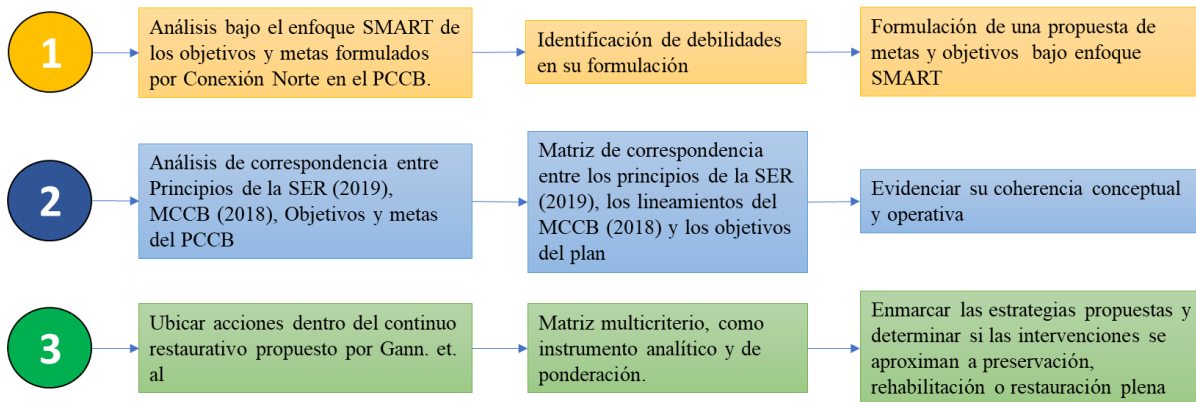 1
Análisis bajo el enfoque SMART de
los objetivos y metas formulados
por Conexión Norte en el PCCB.
Identificación de debilidades
en su formulación
Formulación de una propuesta de
metas y objetivos bajo enfoque
SMART
2
Análisis de correspondencia entre
Principios de la SER (2019),
MCCB (2018), Objetivos y metas
del PCCB
Matriz de correspondencia
entre los principios de la SER
(2019), los lineamientos del
MCCB (2018) y los objetivos
del plan
Evidenciar su coherencia conceptual
y operativa
3
Ubicar acciones dentro del continuo
restaurativo propuesto por Gann. et.
al
Matriz multicriterio, como
instrumento analítico y de
ponderación.
Enmarcar las estrategias propuestas y
determinar si las intervenciones se
aproximan a preservación,
rehabilitación o restauración plena